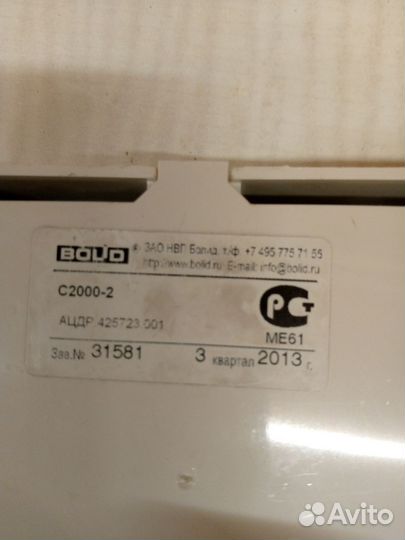 BOLID ® ЗАО НВП Болид, т/ф. +7 495 775 71 55
http://www.bolid.ru E-mail: info@bolid.ru
С2000-2
АЦДР.425723.001
РСТ
МЕ61
Зав.№ 31581 3 квартал 2013 г.
Avito